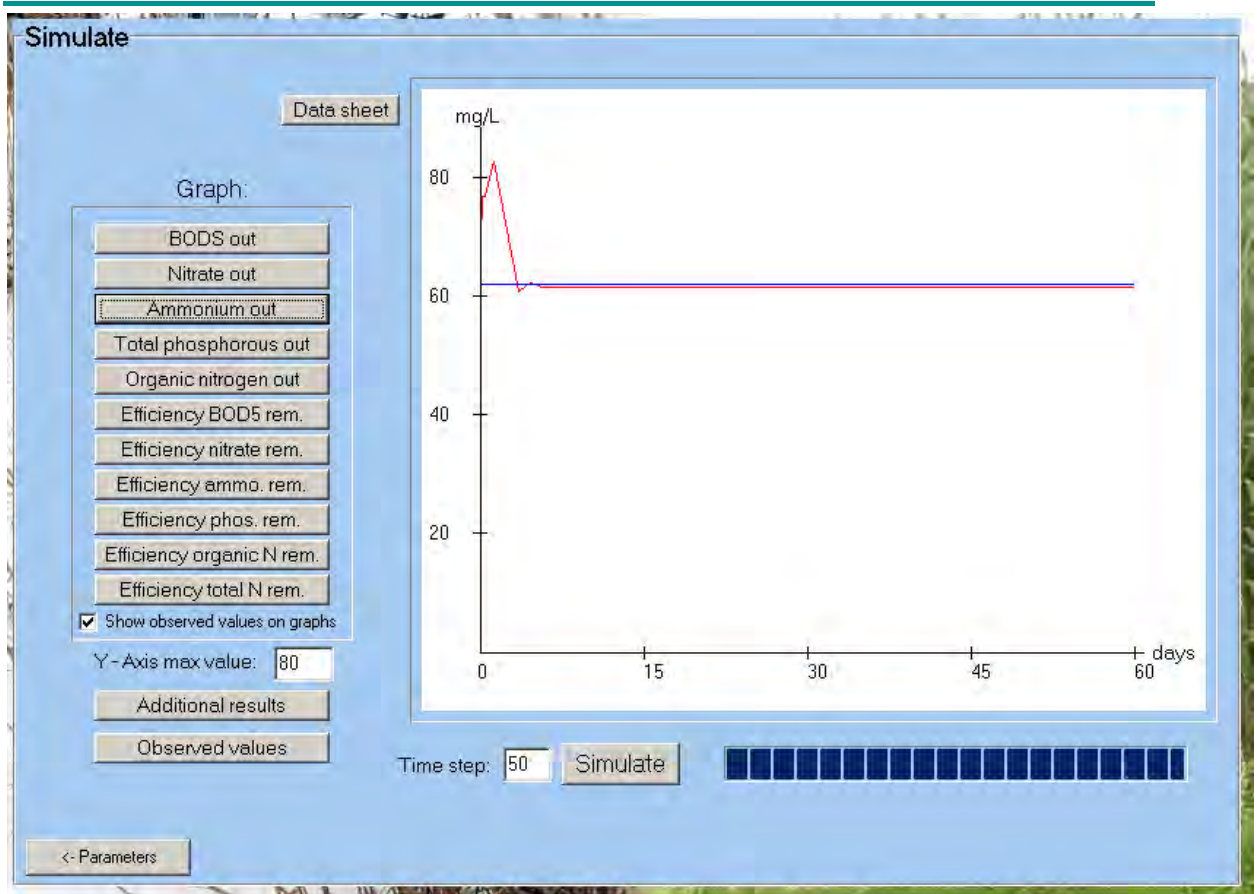 Simulate
Data sheet
Graph:
BODS out
Nitrate out
Ammonium out
Total phosphorous out
Organic nitrogen out
Efficiency BOD5 rem.
Efficiency nitrate rem.
Efficiency ammo. rem.
Efficiency phos. rem.
Efficiency organic N rem.
Efficiency total N rem.
Show observed values on graphs
Y - Axis max value: 80
Additional results
Observed values
<- Parameters
mg/L
80
60
40
20
0 15 30 45 60 days
Time step: 50 Simulate